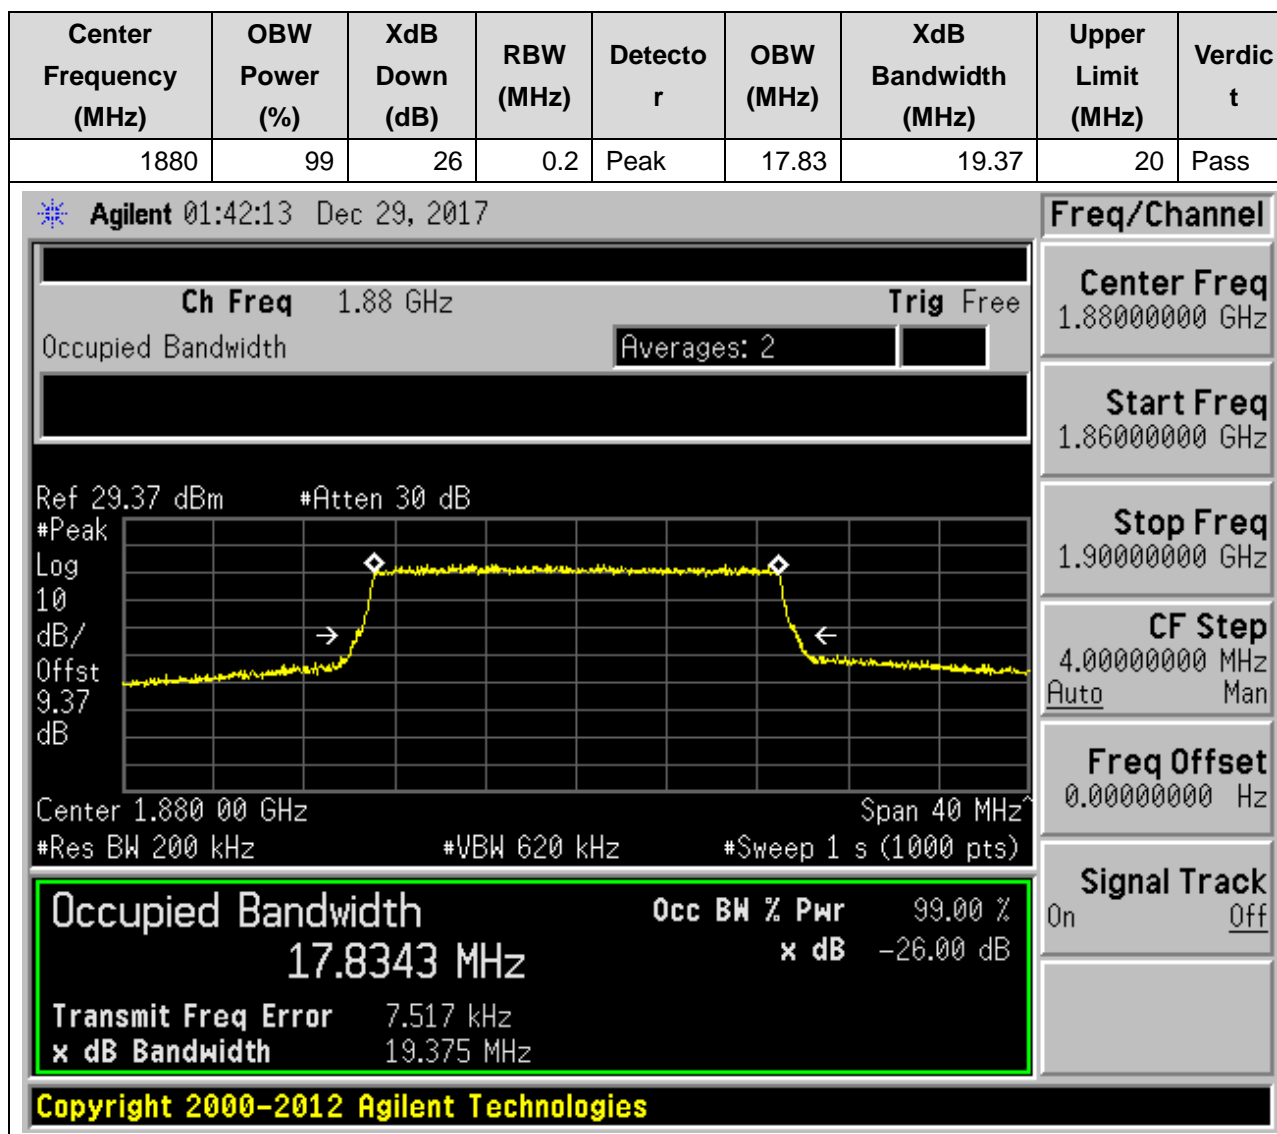 Center Frequency (MHz) OBW Power (%) XdB Down (dB) RBW (MHz) Detecto r OBW (MHz) XdB Bandwidth (MHz) Upper Limit (MHz) Verdic t
1880 99 26 0.2 Peak 17.83 19.37 20 Pass
Agilent 01:42:13 Dec 29, 2017
Freq/Channel
Ch Freq 1.88 GHz Trig Free
Occupied Bandwidth Averages: 2
Center Freq
1.88000000 GHz
Start Freq
1.86000000 GHz
Stop Freq
1.90000000 GHz
CF Step
4.00000000 MHz
Auto Man
Freq Offset
0.00000000 Hz
Signal Track
On Off
Ref 29.37 dBm #Atten 30 dB
#Peak
Log
10
dB/
Offst
9.37
dB
Center 1.880 00 GHz Span 40 MHz^
#Res BW 200 kHz #VBW 620 kHz #Sweep 1 s (1000 pts)
Occupied Bandwidth Occ BW % Pwr 99.00 %
17.8343 MHz x dB -26.00 dB
Transmit Freq Error 7.517 kHz
x dB Bandwidth 19.375 MHz
Copyright 2000-2012 Agilent Technologies